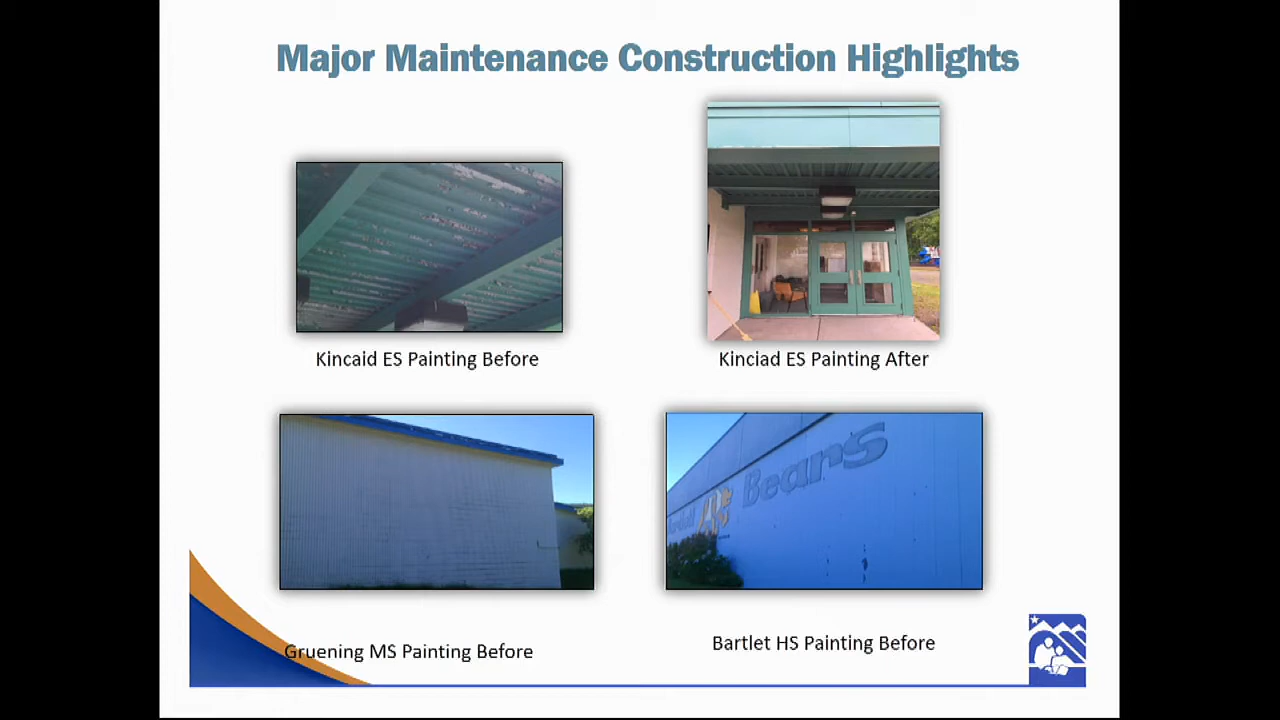 Major Maintenance Construction Highlights
Kincaid ES Painting Before
Kinciad ES Painting After
Bears
Gruening MS Painting Before
Bartlet HS Painting Before